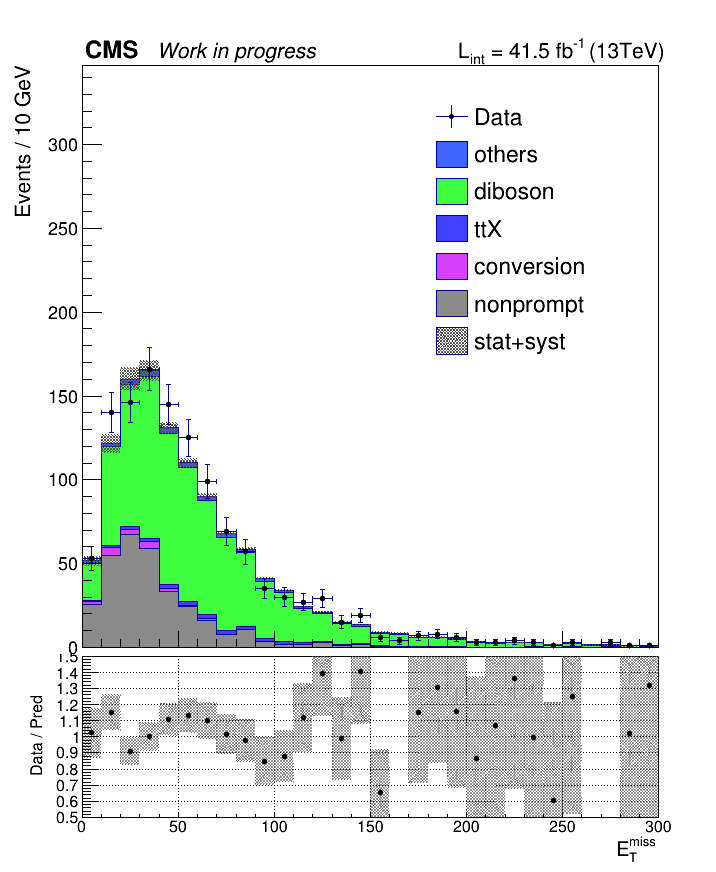 CMS Work in progress L_int = 41.5 fb^-1 (13TeV)
Events / 10 GeV
300
250
200
150
100
50
0
Data
others
diboson
ttX
conversion
nonprompt
stat+syst
Data / Pred
1.5
1.4
1.3
1.2
1.1
1
0.9
0.8
0.7
0.6
0.5
0 50 100 150 200 250 300
E_T^miss